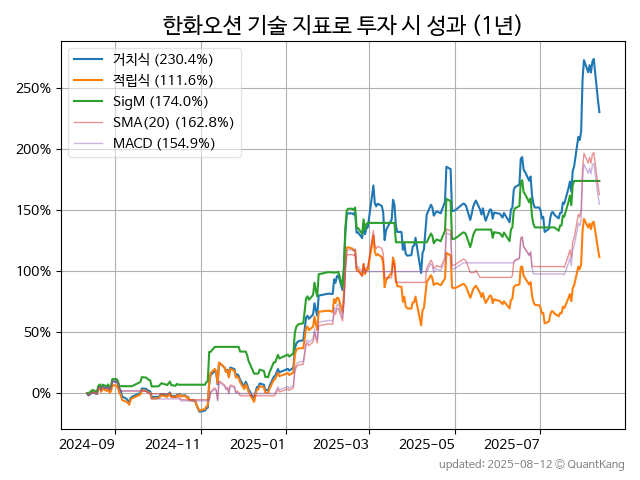 한화오션 기술 지표로 투자 시 성과 (1년)
거치식 (230.4%)
적립식 (111.6%)
SigM (174.0%)
SMA(20) (162.8%)
MACD (154.9%)
250%
200%
150%
100%
50%
0%
2024-09 2024-11 2025-01 2025-03 2025-05 2025-07
updated: 2025-08-12 © QuantKang